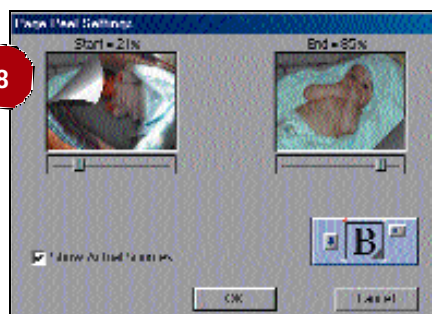 Page Peel Settings
Start = 21%
End = 85%
8
B
Show Actual Sources
OK
Cancel